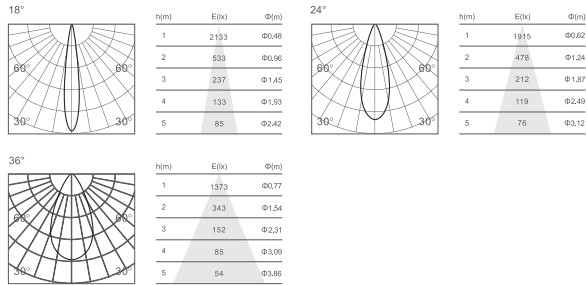 18°
60° 60°
30° 30°
h(m) E(lx) Φ(m)
1 2133 Φ0,48
2 533 Φ0.96
3 237 Φ1,45
4 133 Φ1,93
5 85 Φ2.42
24°
60° 60°
30° 30°
h(m) E(lx) Φ(m)
1 1915 Φ0.62
2 478 Φ1.24
3 212 Φ1.87
4 119 Φ2.49
5 76 Φ3.12
36°
60° 60°
30° 30°
h(m) E(lx) Φ(m)
1 1373 Φ0,77
2 343 Φ1,54
3 152 Φ2,31
4 85 Φ3,09
5 54 Φ3.86